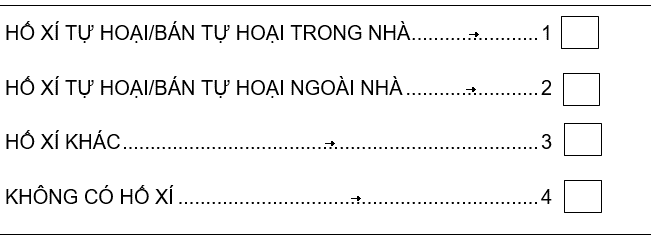 HỐ XÍ TỰ HOẠI/BÁN TỰ HOẠI TRONG NHÀ............→...........1
HỐ XÍ TỰ HOẠI/BÁN TỰ HOẠI NGOÀI NHÀ ............→............2
HỐ XÍ KHÁC......................................→.......................................3
KHÔNG CÓ HỐ XÍ .................................→..................................4